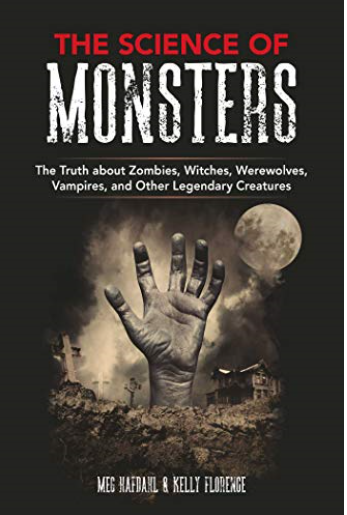 THE SCIENCE OF
MONSTERS
The Truth about Zombies, Witches, Werewolves,
Vampires, and Other Legendary Creatures
MEG HAFDAHL & KELLY FLORENCE